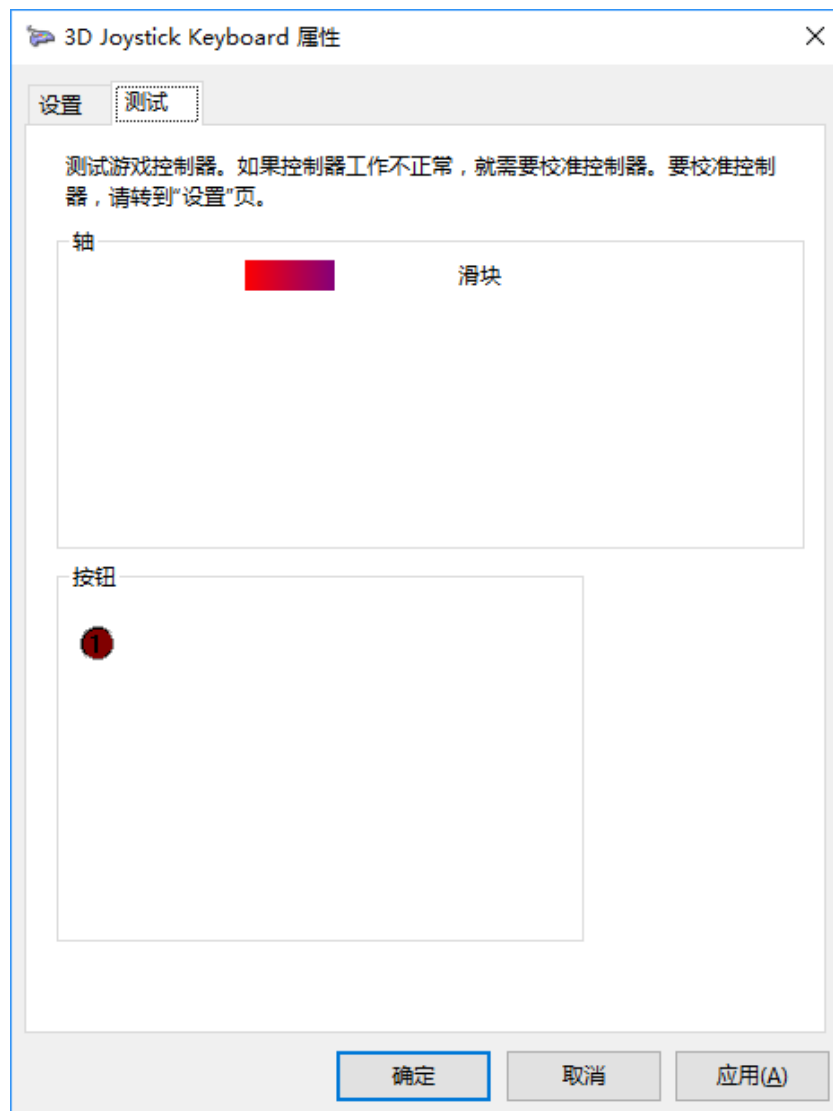 3D Joystick Keyboard 属性
设置
测试
测试游戏控制器。如果控制器工作不正常，就需要校准控制器。要校准控制
器，请转到“设置”页。
轴
滑块
按钮
1
确定
取消
应用(A)